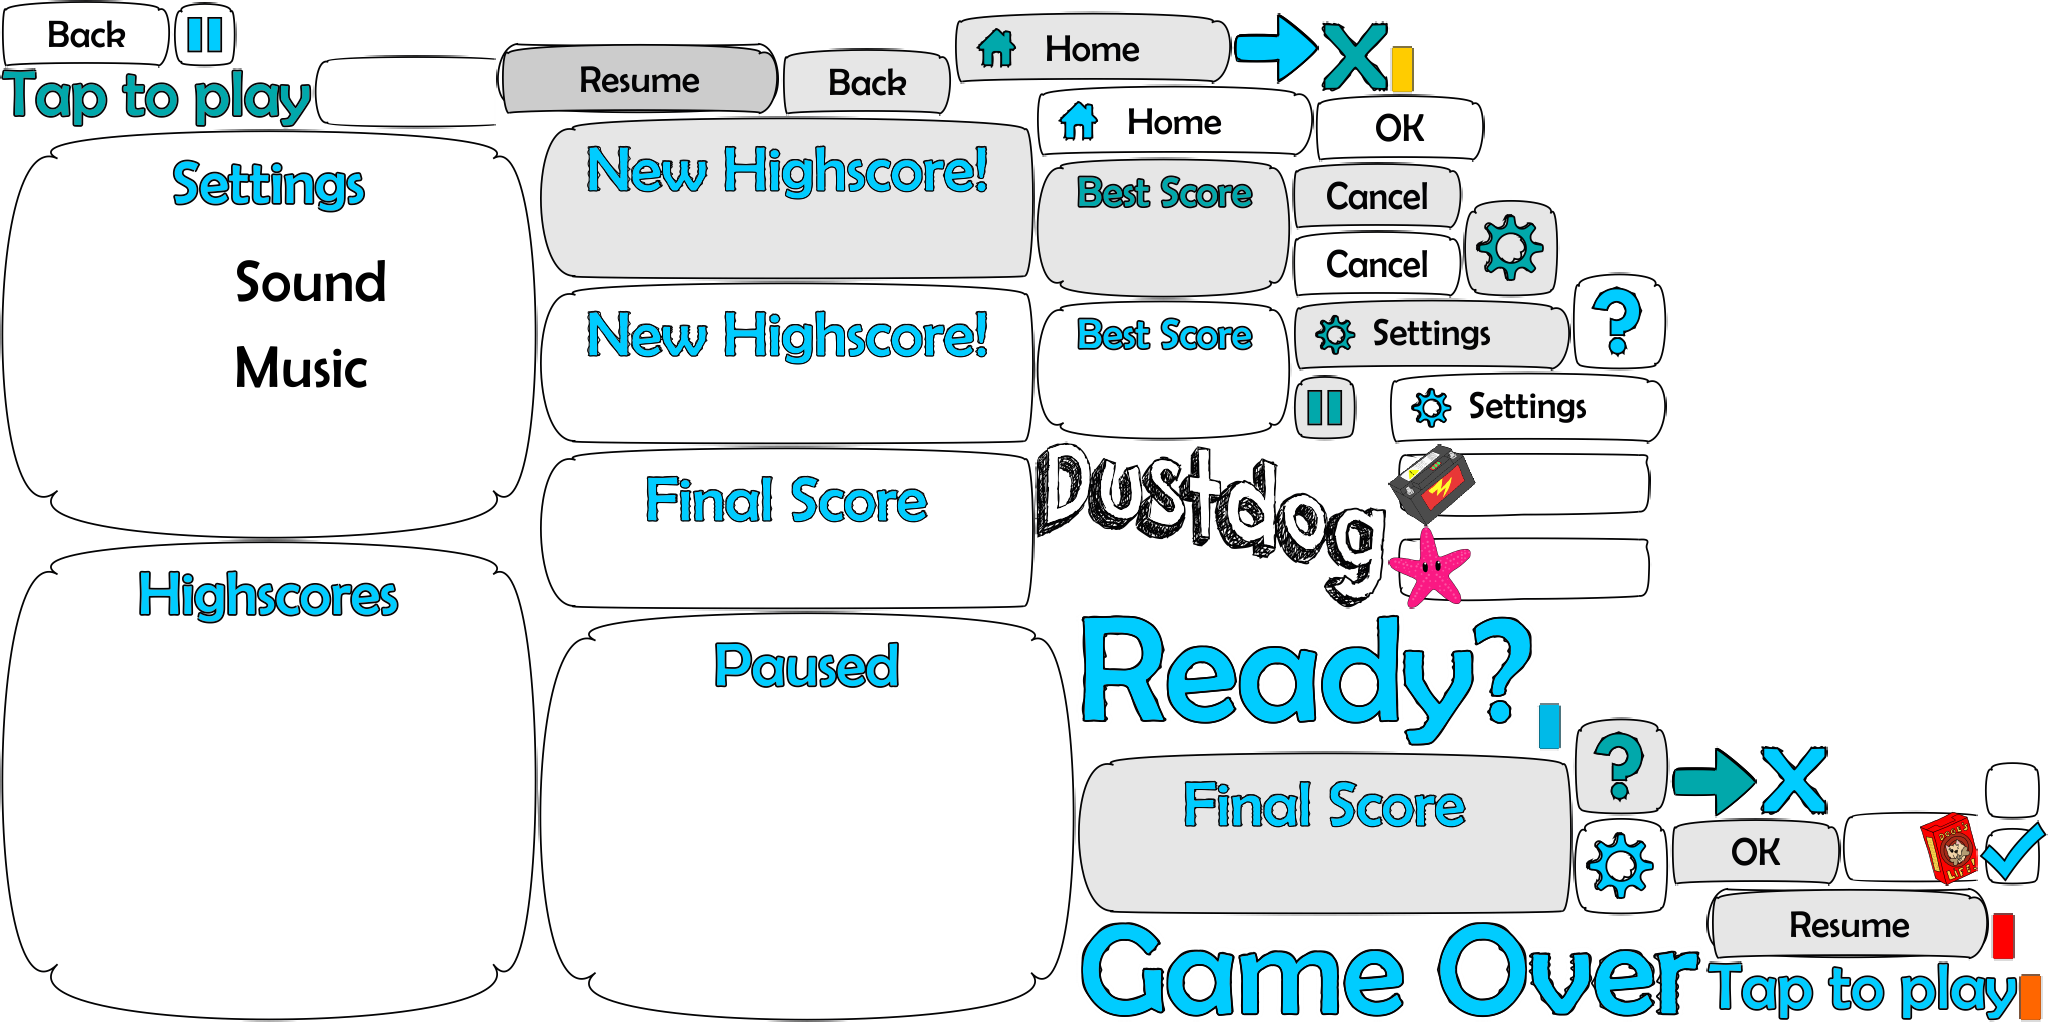 Back
Tap to play
Resume
Back
Home
Home
OK
Settings
Sound
Music
New Highscore!
Best Score
Cancel
Cancel
New Highscore!
Best Score
Settings
Settings
Final Score
Dustdog
Highscores
Paused
Ready?
Final Score
OK
LIFE
Resume
Game Over
Tap to play